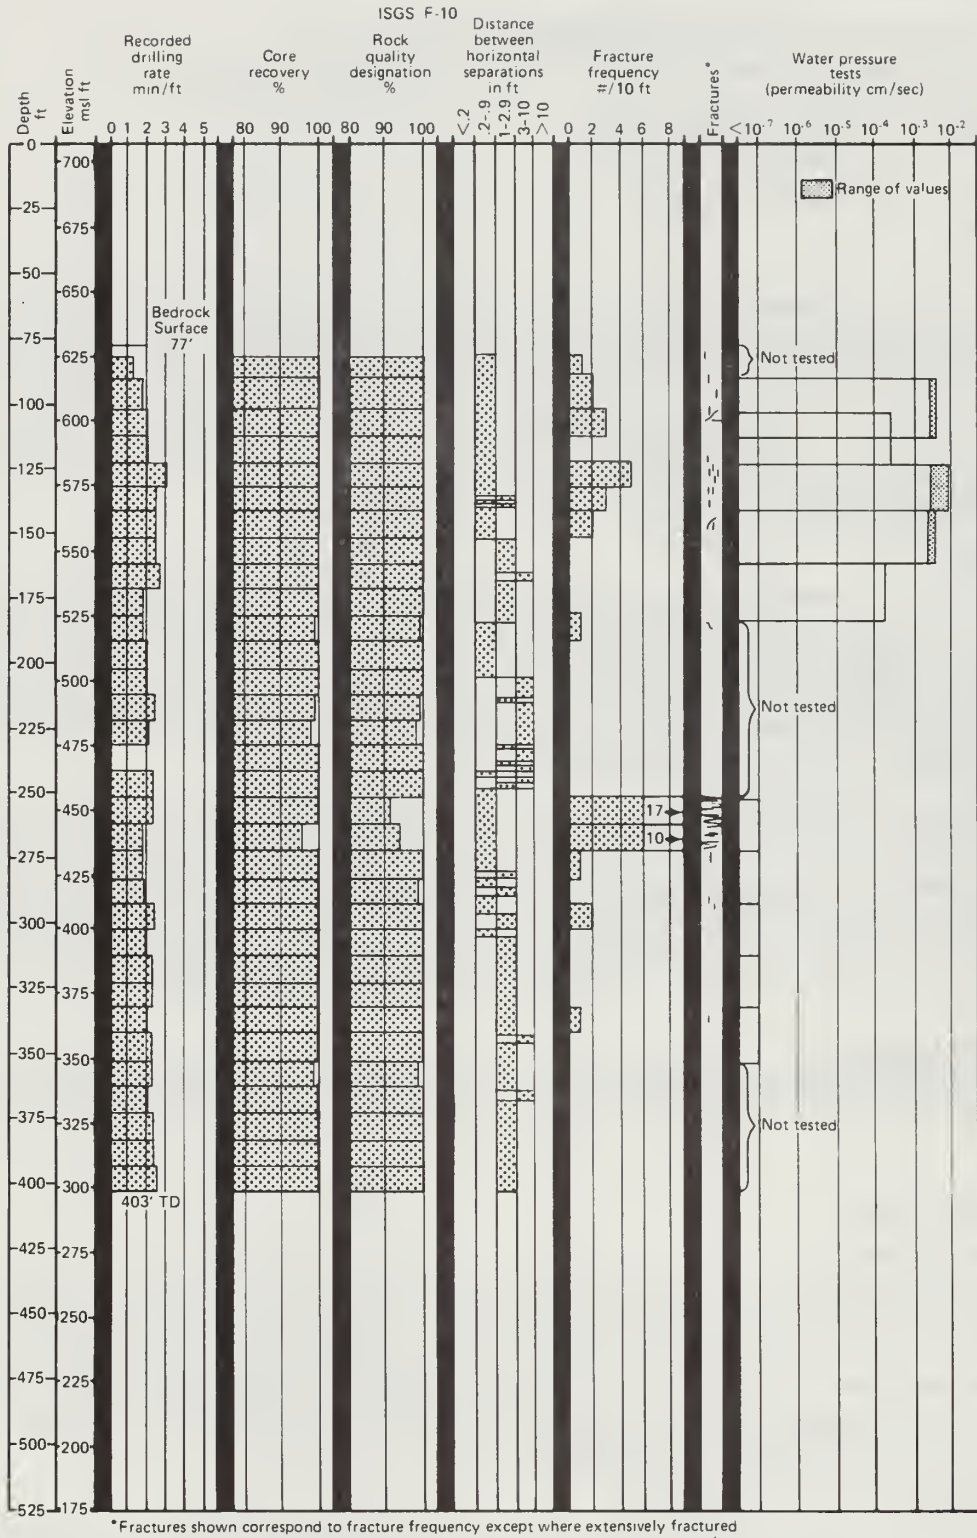 ISGS F-10
Depth
ft
Elevation
msl ft
Recorded
drilling
rate
min/ft
Core
recovery
%
Rock
quality
designation
%
Distance
between
horizontal
separations
in ft
Fracture
frequency
#/10 ft
Fractures*
Water pressure
tests
(permeability cm/sec)
0 1 2 3 4 5
80 90 100
80 90 100
<.2 .2-.9 1-2.9 3-10 >10
0 2 4 6 8
<10-7 10-6 10-5 10-4 10-3 10-2
0
700
Range of values
-25
675
-50
650
Bedrock
Surface
77'
-75
625
Not tested
-100
600
-125
575
-150
550
-175
525
-200
500
Not tested
-225
475
-250
450
17
10
-275
425
-300
400
-325
375
-350
350
-375
325
Not tested
-400
300
403' TD
-425
275
-450
250
-475
225
-500
200
-525
175
*Fractures shown correspond to fracture frequency except where extensively fractured